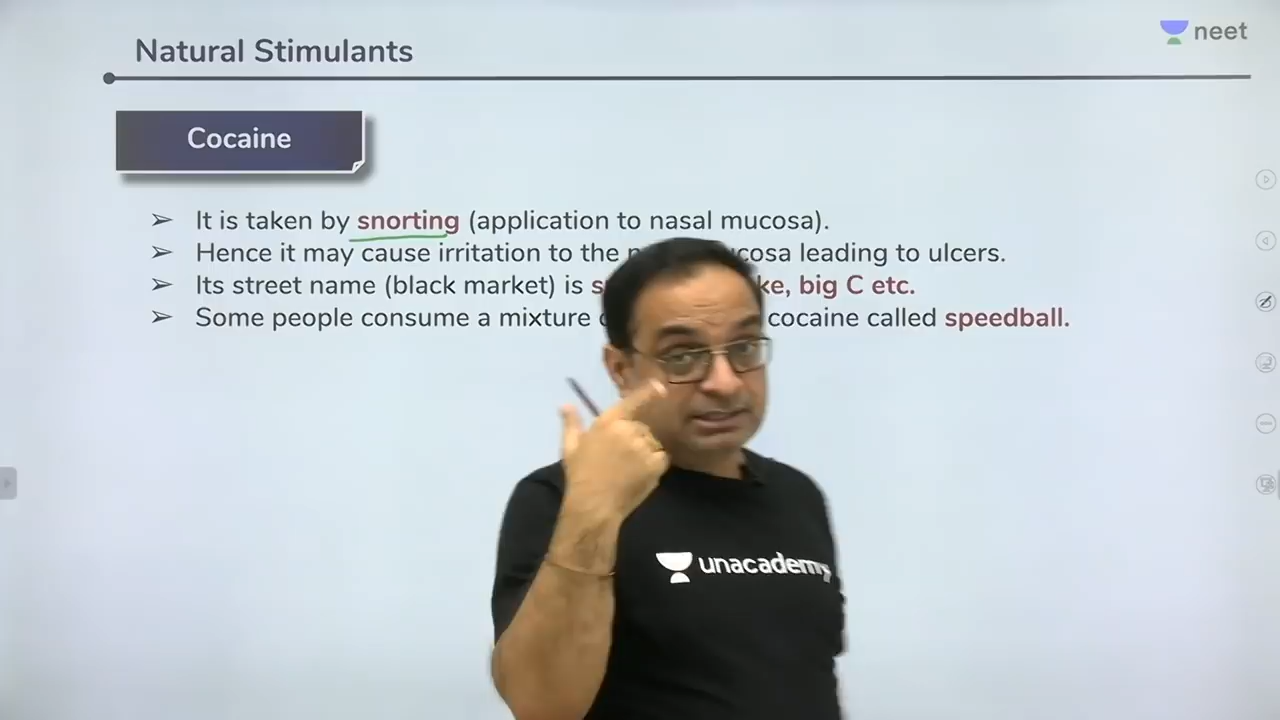 Natural Stimulants
neet
Cocaine
➢ It is taken by snorting (application to nasal mucosa).
➢ Hence it may cause irritation to the leading to ulcers.
➢ Its street name (black market) is big C etc.
➢ Some people consume a mixture cocaine called speedball.
unacademy